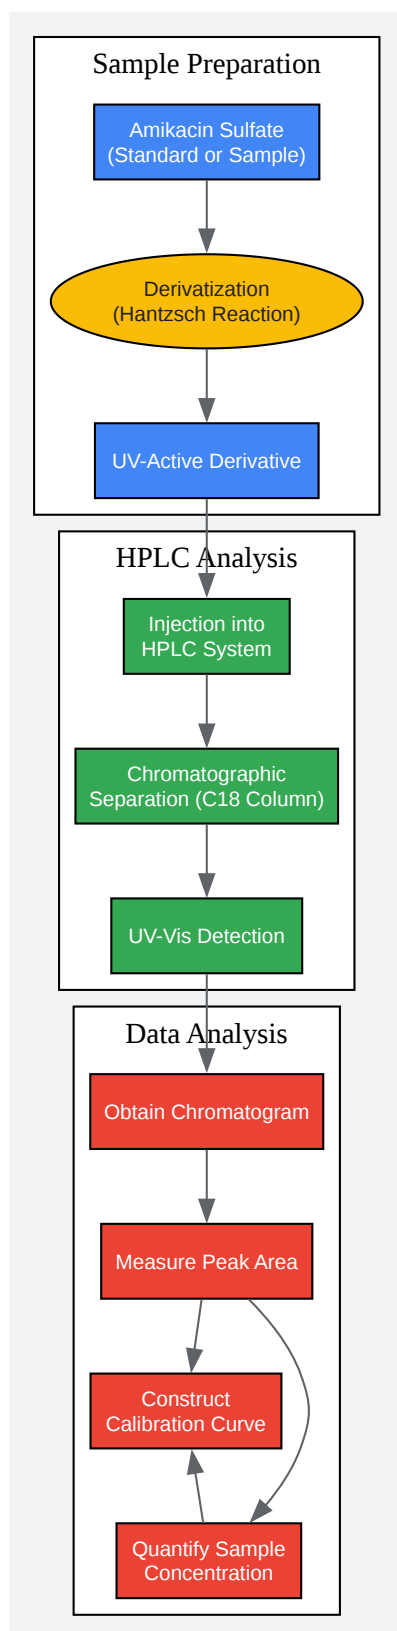 Sample Preparation
Amikacin Sulfate
(Standard or Sample)
Derivatization
(Hantzsch Reaction)
UV-Active Derivative
HPLC Analysis
Injection into
HPLC System
Chromatographic
Separation (C18 Column)
UV-Vis Detection
Data Analysis
Obtain Chromatogram
Measure Peak Area
Construct
Calibration Curve
Quantify Sample
Concentration